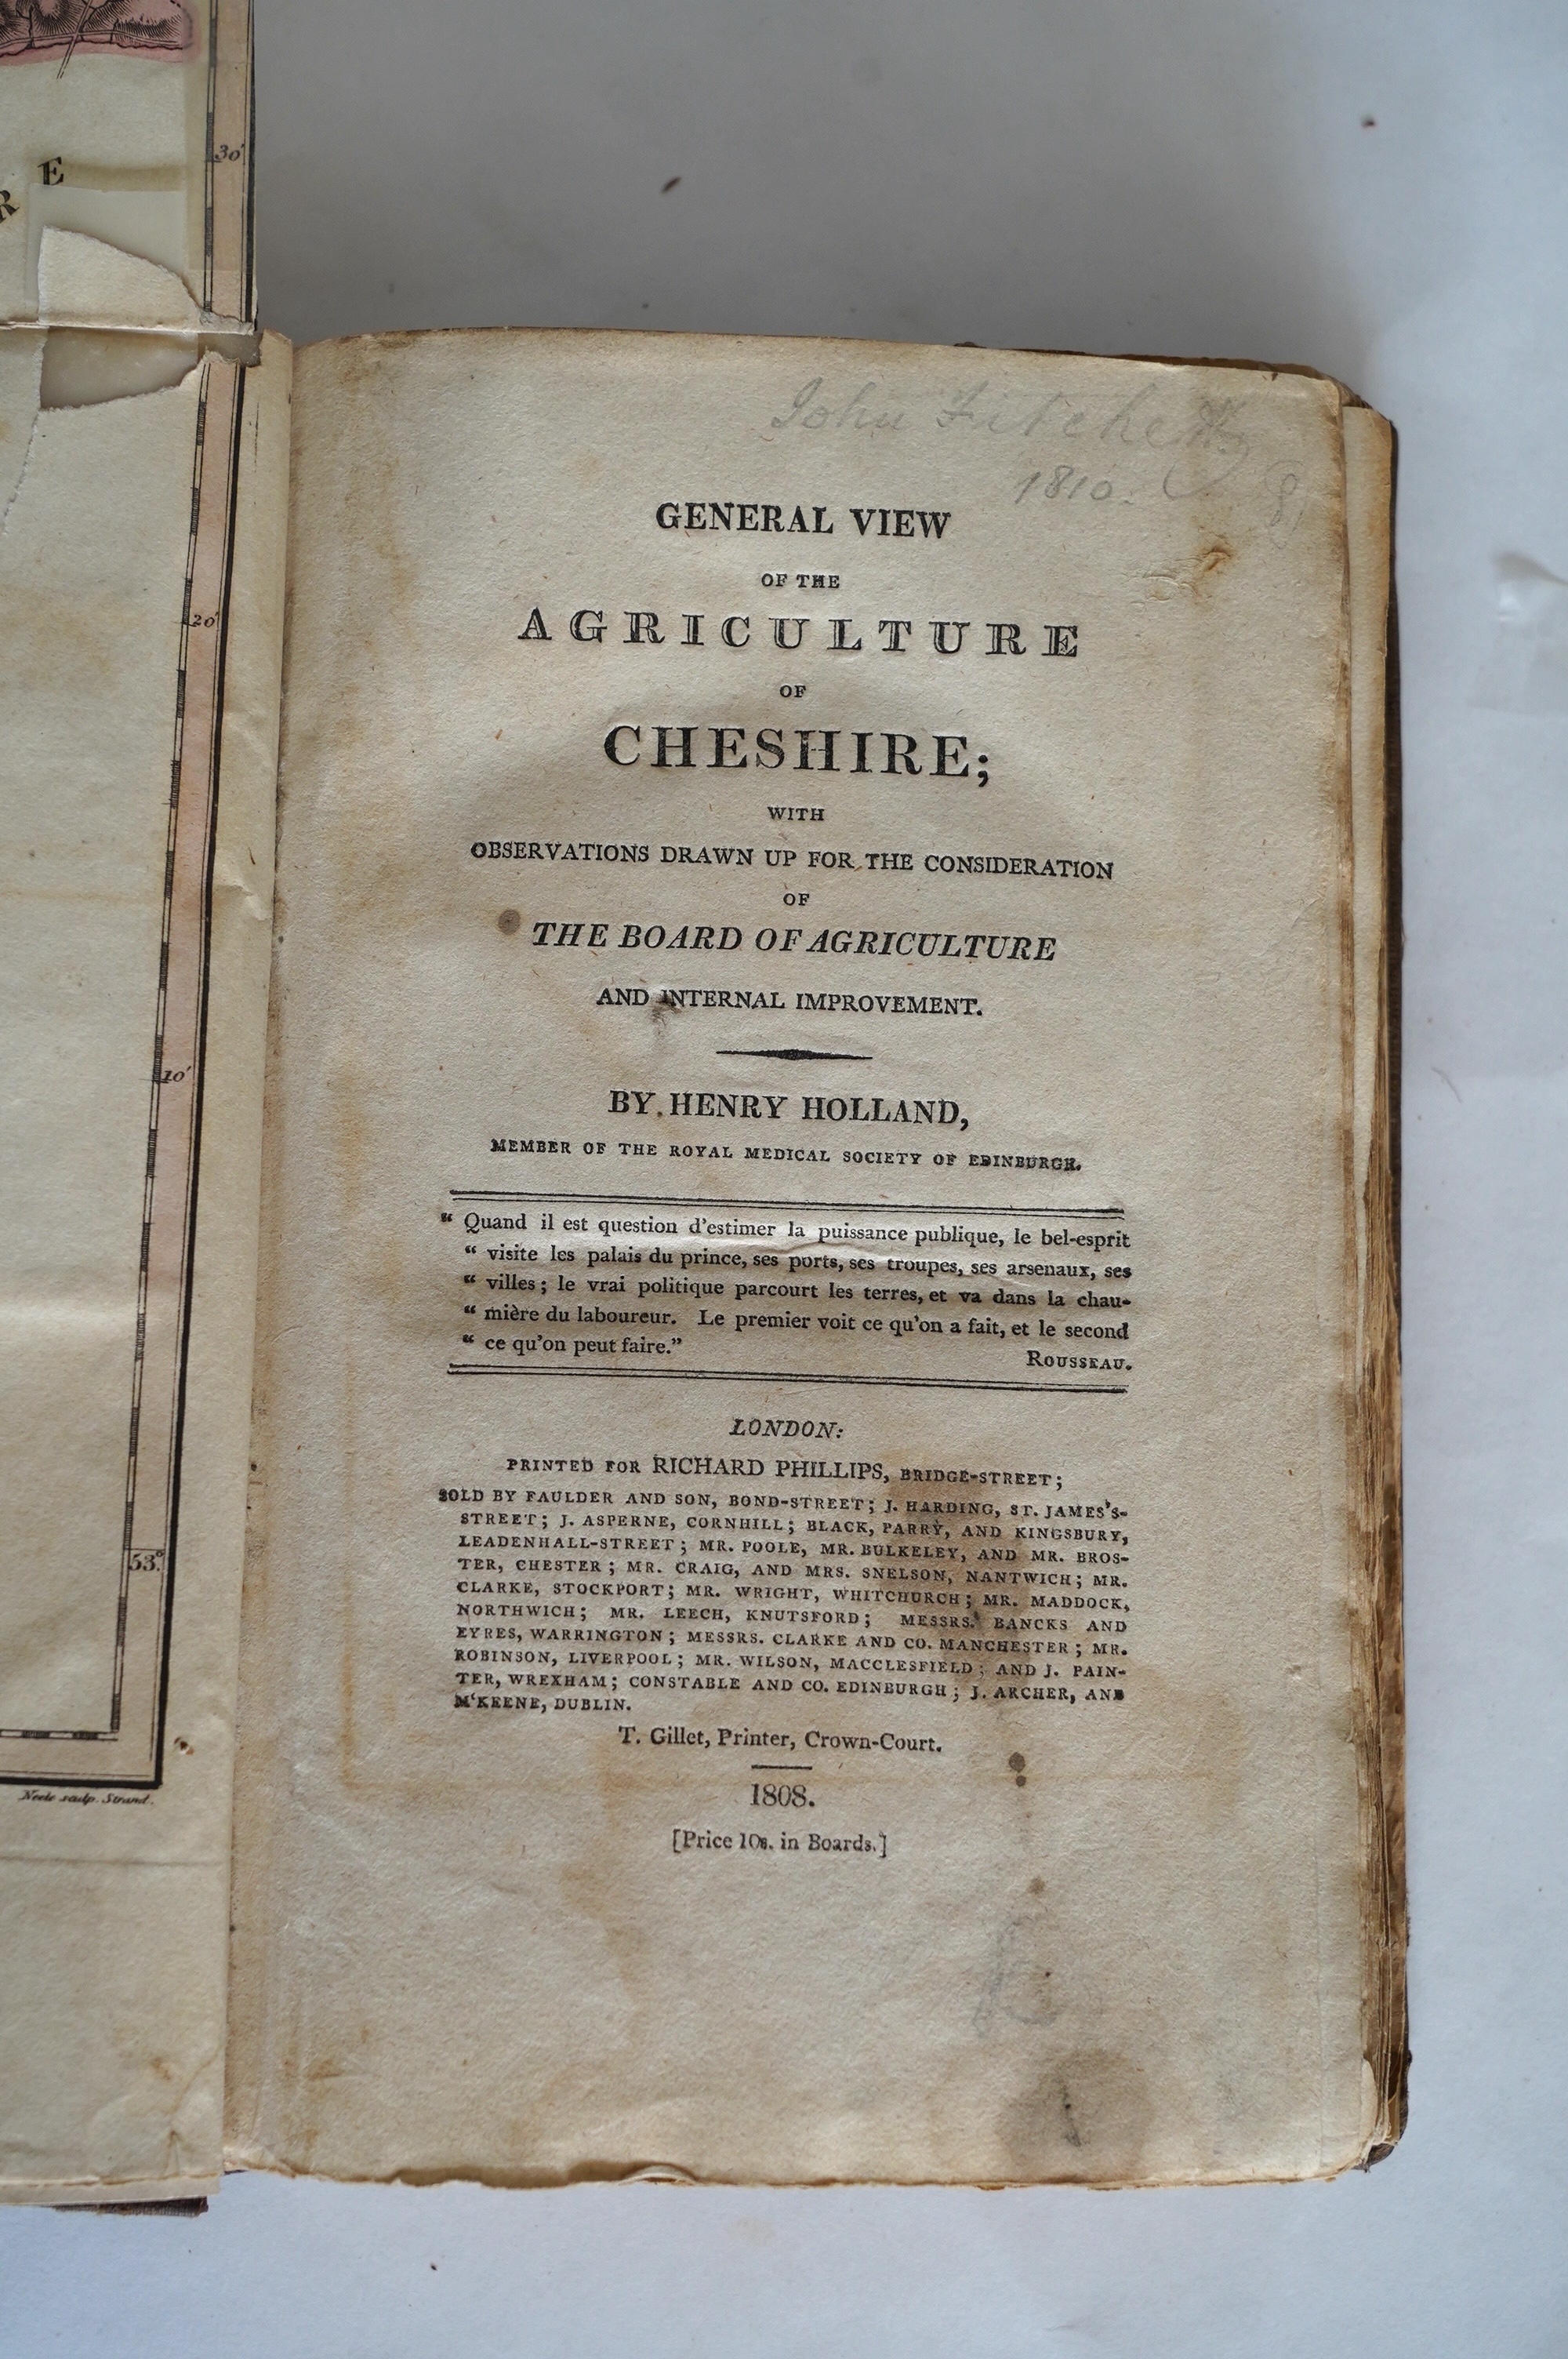 30'
E
R
20'
10'
53°.
Neele sculp. Strand.
John Fitchett
1810.
GENERAL VIEW
OF THE
AGRICULTURE
OF
CHESHIRE;
WITH
OBSERVATIONS DRAWN UP FOR THE CONSIDERATION
OF
THE BOARD OF AGRICULTURE
AND INTERNAL IMPROVEMENT.
BY HENRY HOLLAND,
MEMBER OF THE ROYAL MEDICAL SOCIETY OF EDINBURGH.
“ Quand il est question d'estimer la puissance publique, le bel-esprit
“ visite les palais du prince, ses ports, ses troupes, ses arsenaux, ses
“ villes; le vrai politique parcourt les terres, et va dans la chau-
“ mière du laboureur. Le premier voit ce qu'on a fait, et le second
“ ce qu'on peut faire.”
ROUSSEAU.
LONDON:
PRINTED FOR RICHARD PHILLIPS, BRIDGE-STREET;
SOLD BY FAULDER AND SON, BOND-STREET; J. HARDING, ST. JAMES'S-
STREET; J. ASPERNE, CORNHILL; BLACK, PARRY, AND KINGSBURY,
LEADENHALL-STREET; MR. POOLE, MR. BULKELEY, AND MR. BROS-
TER, CHESTER; MR. CRAIG, AND MRS. SNELSON, NANTWICH; MR.
CLARKE, STOCKPORT; MR. WRIGHT, WHITCHURCH; MR. MADDOCK,
NORTHWICH; MR. LEECH, KNUTSFORD; MESSRS. BANCKS AND
EYRES, WARRINGTON; MESSRS. CLARKE AND CO. MANCHESTER; MR.
ROBINSON, LIVERPOOL; MR. WILSON, MACCLESFIELD; AND J. PAIN-
TER, WREXHAM; CONSTABLE AND CO. EDINBURGH; J. ARCHER, AND
M'KEENE, DUBLIN.
T. Gillet, Printer, Crown-Court.
1808.
[Price 10s. in Boards.]